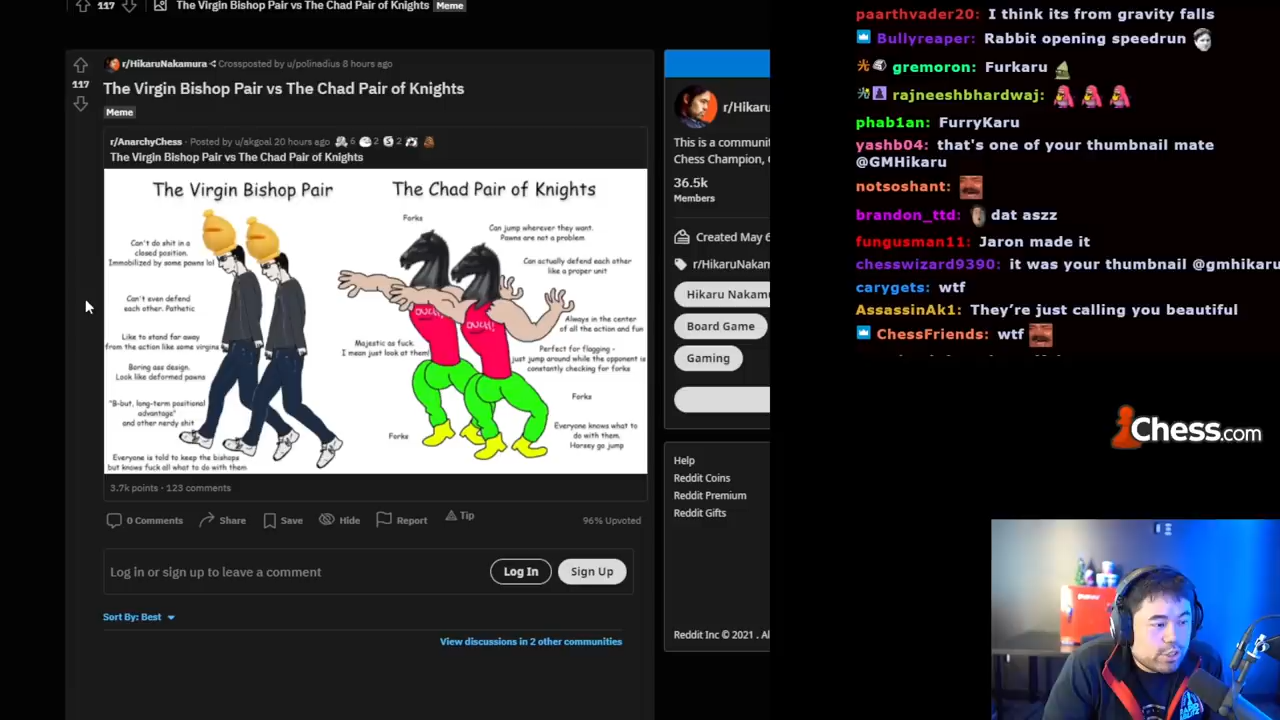 117
The Virgin Bishop Pair vs The Chad Pair of Knights
Meme
r/HikaruNakamura
Crossposted by u/polinadius 8 hours ago
117
The Virgin Bishop Pair vs The Chad Pair of Knights
Meme
r/AnarchyChess · Posted by u/akgoal 20 hours ago
6
2
2
The Virgin Bishop Pair vs The Chad Pair of Knights
The Virgin Bishop Pair
Can't do shit in a
closed position.
Immobilized by some pawns lol
Can't even defend
each other. Pathetic
Like to stand far away
from the action like some virgins
Boring ass design.
Look like deformed pawns
"B-but, long-term positional
advantage"
and other nerdy shit
Everyone is told to keep the bishops
but knows fuck all what to do with them
The Chad Pair of Knights
Forks
Can jump wherever they want.
Pawns are not a problem
Can actually defend each other
like a proper unit
OUCH!
OUCH!
Always in the center
of all the action and fun
Majestic as fuck.
I mean just look at them!
Perfect for flagging -
just jump around while the opponent is
constantly checking for forks
Forks
Forks
Everyone knows what to
do with them.
Horsey go jump
3.7k points · 123 comments
0 Comments
Share
Save
Hide
Report
Tip
96% Upvoted
Log in or sign up to leave a comment
Log In
Sign Up
Sort By: Best
View discussions in 2 other communities
r/Hikaru
This is a communit
Chess Champion, G
36.5k
Members
Created May 6
r/HikaruNakam
Hikaru Nakamu
Board Game
Gaming
Help
Reddit Coins
Reddit Premium
Reddit Gifts
Reddit Inc © 2021 . Al
paarthvader20: I think its from gravity falls
Bullyreaper: Rabbit opening speedrun
gremoron: Furkaru
rajneeshbhardwaj:
phab1an: FurryKaru
yashb04: that's one of your thumbnail mate
@GMHikaru
notsoshant:
brandon_ttd: dat aszz
fungusman11: Jaron made it
chesswizard9390: it was your thumbnail @gmhikaru
carygets: wtf
AssassinAk1: They're just calling you beautiful
ChessFriends: wtf
Chess.com